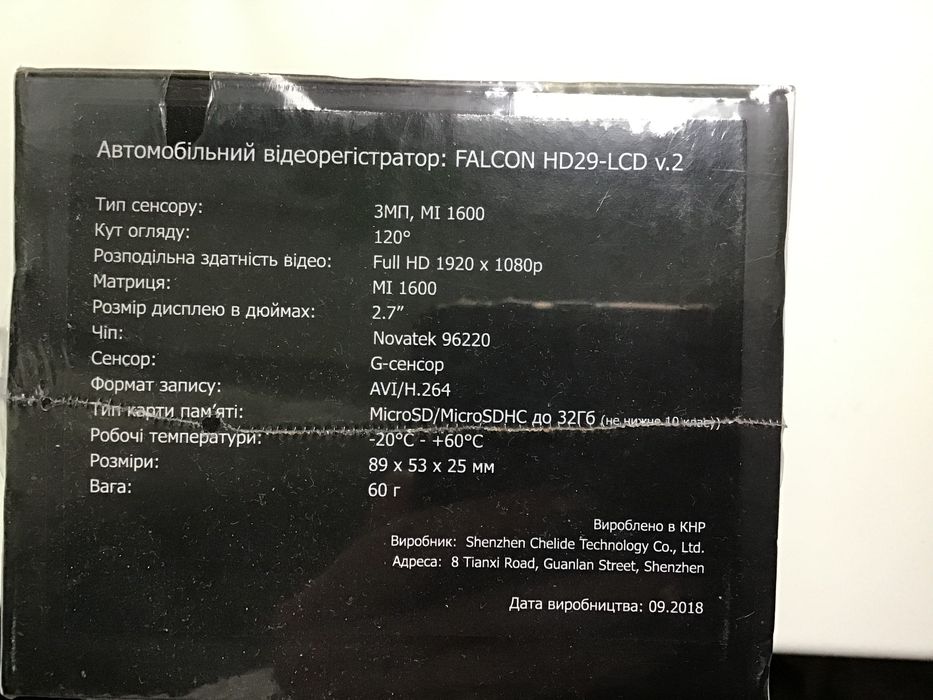 Автомобільний відеорегістратор: FALCON HD29-LCD v.2
Тип сенсору: 3МП, MI 1600
Кут огляду: 120°
Розподільна здатність відео: Full HD 1920 x 1080p
Матриця: MI 1600
Розмір дисплею в дюймах: 2.7”
Чіп: Novatek 96220
Сенсор: G-сенсор
Формат запису: AVI/H.264
Тип карти пам'яті: MicroSD/MicroSDHC до 32Гб (не нижче 10 клас))
Робочі температури: -20°C - +60°C
Розміри: 89 x 53 x 25 мм
Вага: 60 г
Вироблено в КНР
Виробник: Shenzhen Chelide Technology Co., Ltd.
Адреса: 8 Tianxi Road, Guanlan Street, Shenzhen
Дата виробництва: 09.2018